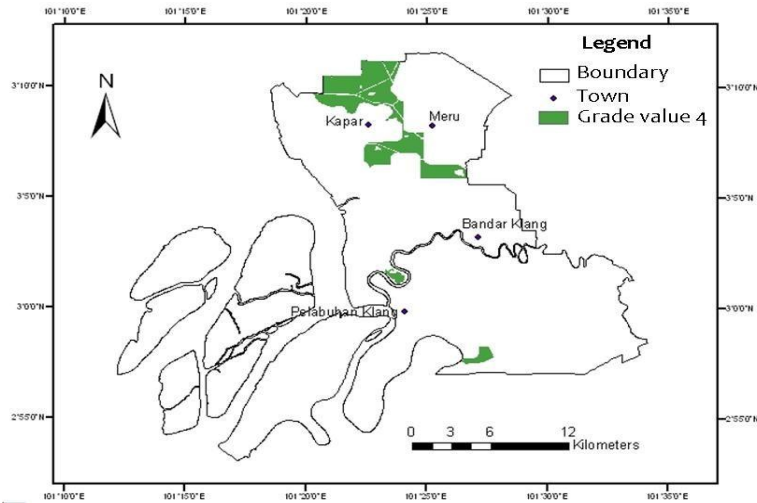 101°10'0"E 101°15'0"E 101°20'0"E 101°25'0"E 101°30'0"E 101°35'0"E
N
Legend
Boundary
Town
Grade value 4
3°10'0"N 3°10'0"N
Kapar Meru
3°5'0"N 3°5'0"N
Bandar Klang
3°0'0"N 3°0'0"N
Pelabuhan Klang
2°55'0"N 2°55'0"N
0 3 6 12
Kilometers
101°10'0"E 101°15'0"E 101°20'0"E 101°25'0"E 101°30'0"E 101°35'0"E